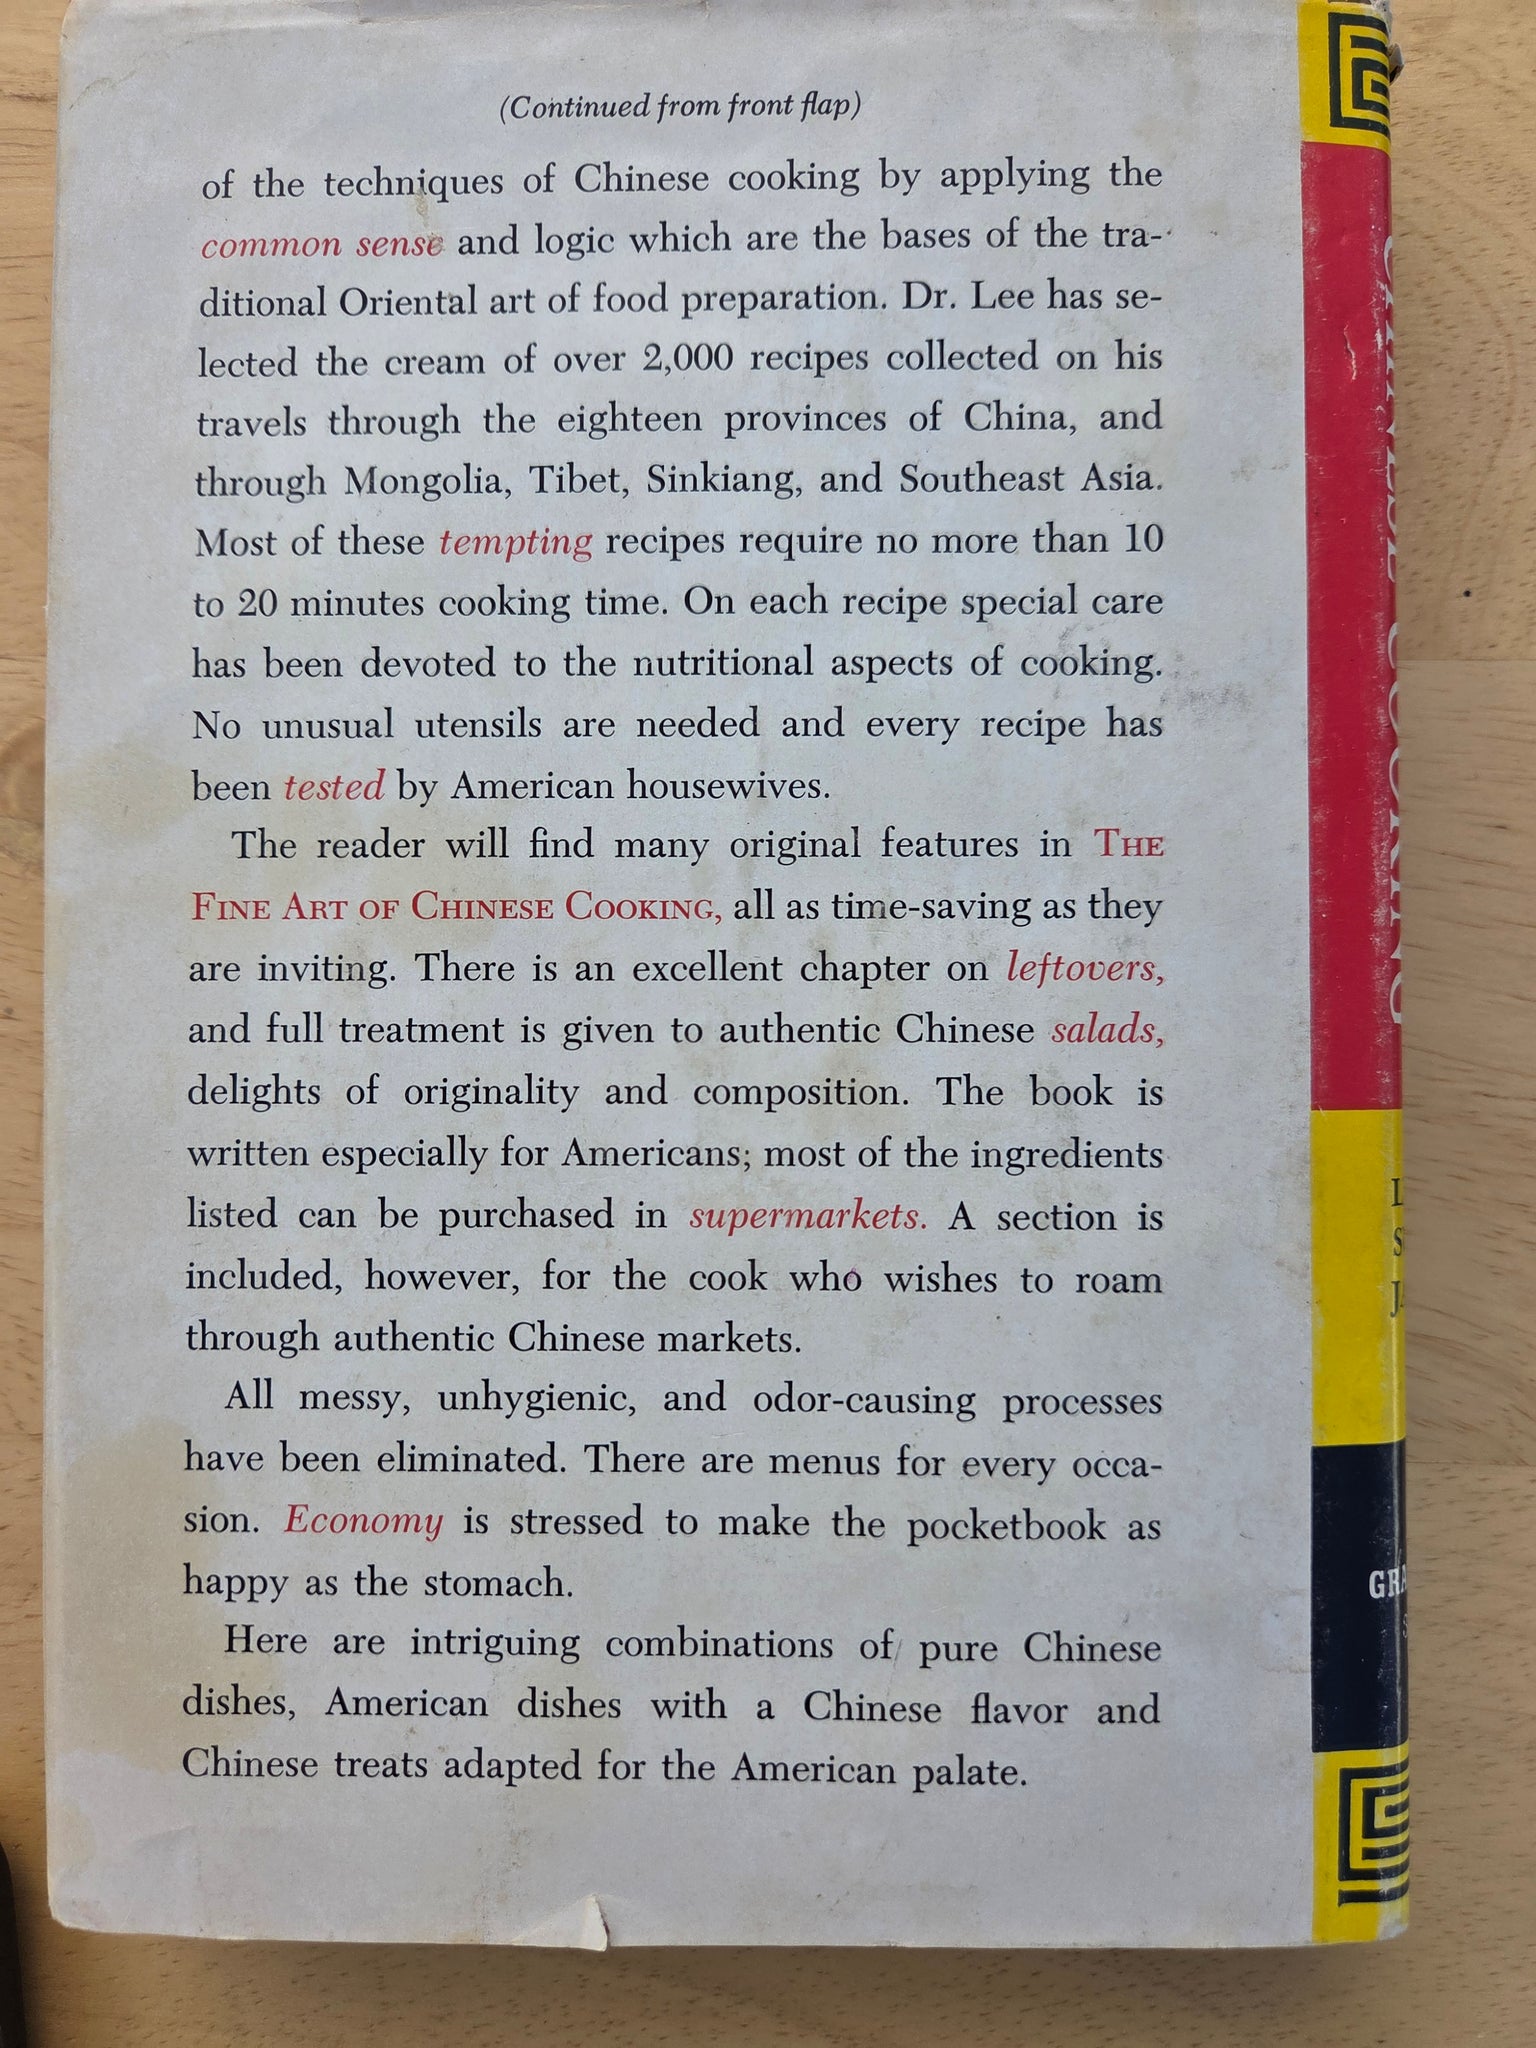 (Continued from front flap)
of the techniques of Chinese cooking by applying the
common sense and logic which are the bases of the tra-
ditional Oriental art of food preparation. Dr. Lee has se-
lected the cream of over 2,000 recipes collected on his
travels through the eighteen provinces of China, and
through Mongolia, Tibet, Sinkiang, and Southeast Asia.
Most of these tempting recipes require no more than 10
to 20 minutes cooking time. On each recipe special care
has been devoted to the nutritional aspects of cooking.
No unusual utensils are needed and every recipe has
been tested by American housewives.
The reader will find many original features in THE
FINE ART OF CHINESE COOKING, all as time-saving as they
are inviting. There is an excellent chapter on leftovers,
and full treatment is given to authentic Chinese salads,
delights of originality and composition. The book is
written especially for Americans; most of the ingredients
listed can be purchased in supermarkets. A section is
included, however, for the cook who wishes to roam
through authentic Chinese markets.
All messy, unhygienic, and odor-causing processes
have been eliminated. There are menus for every occa-
sion. Economy is stressed to make the pocketbook as
happy as the stomach.
Here are intriguing combinations of pure Chinese
dishes, American dishes with a Chinese flavor and
Chinese treats adapted for the American palate.
CHINESE COOKING